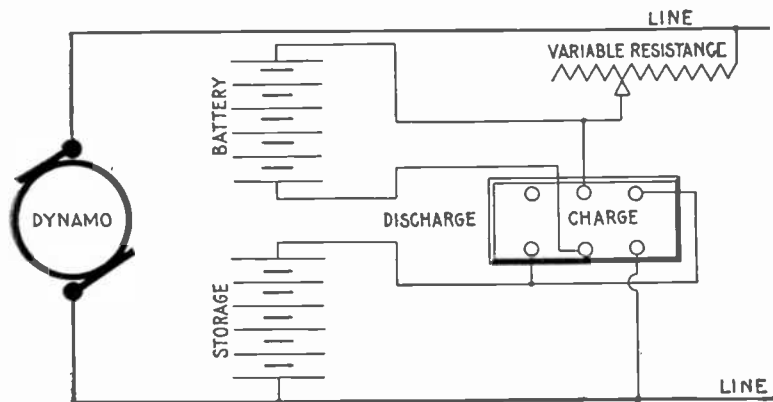 LINE
VARIABLE RESISTANCE
BATTERY
DYNAMO
DISCHARGE
CHARGE
STORAGE
LINE